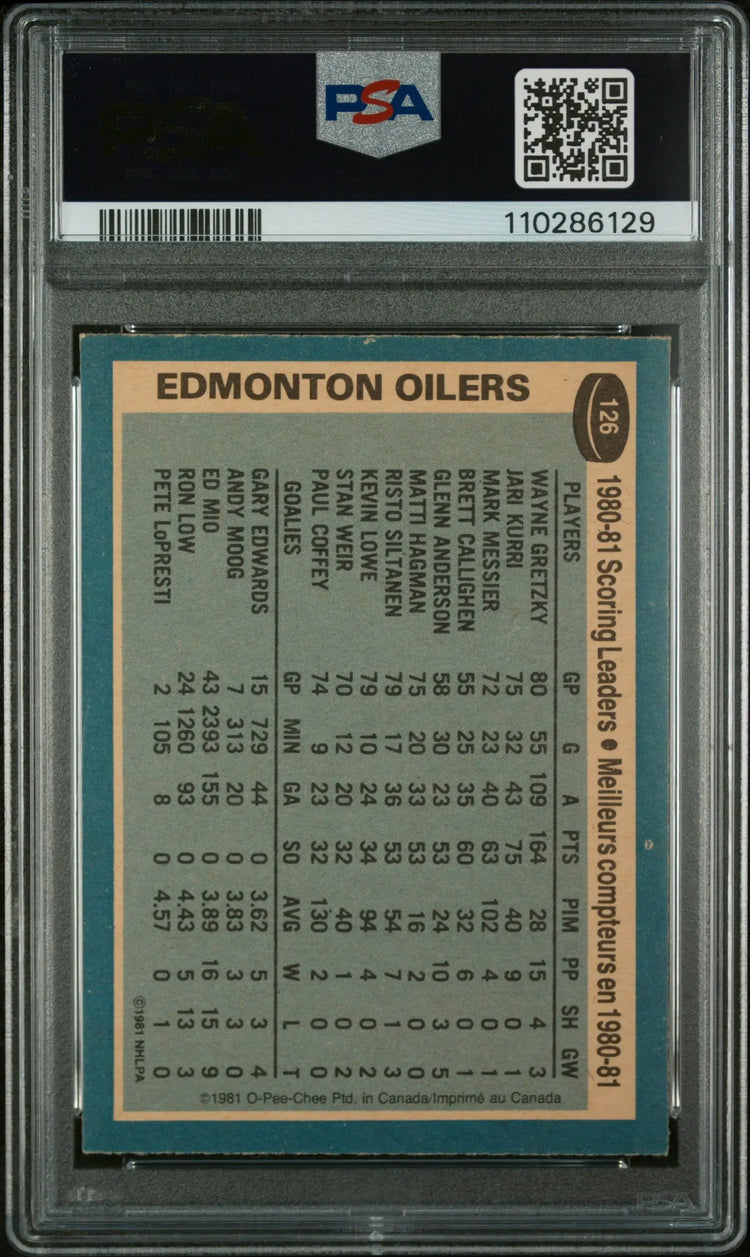 PSA
110286129
EDMONTON OILERS
126
1980-81 Scoring Leaders • Meilleurs compteurs en 1980-81
PLAYERS GP G A PTS PIM PP SH GW
WAYNE GRETZKY 80 55 109 164 28 15 4 3
JARI KURRI 75 32 43 75 40 9 0 1
MARK MESSIER 72 23 40 63 102 4 0 1
BRETT CALLIGHEN 55 25 35 60 32 6 0 1
GLENN ANDERSON 58 30 23 53 24 10 3 5
MATTI HAGMAN 75 20 33 53 16 2 0 0
RISTO SILTANEN 79 17 36 53 54 7 1 3
KEVIN LOWE 79 10 24 34 94 4 0 2
STAN WEIR 70 12 20 32 40 1 0 2
PAUL COFFEY 74 9 23 32 130 2 0 0
GOALIES GP MIN GA SO AVG W L T
GARY EDWARDS 15 729 44 0 3.62 5 3 4
ANDY MOOG 7 313 20 0 3.83 3 3 0
ED MIO 43 2393 155 0 3.89 16 15 9
RON LOW 24 1260 93 0 4.43 5 13 3
PETE LoPRESTI 2 105 8 0 4.57 0 1 0
©1981 NHLPA
©1981 O-Pee-Chee Ptd. in Canada/Imprimé au Canada
PSA